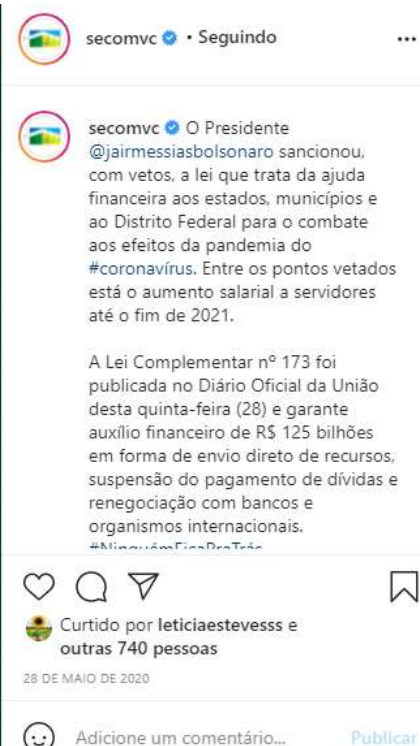 secomvc • Seguindo
secomvc O Presidente
@jairmessiasbolsonaro sancionou,
com vetos, a lei que trata da ajuda
financeira aos estados, municípios e
ao Distrito Federal para o combate
aos efeitos da pandemia do
#coronavírus. Entre os pontos vetados
está o aumento salarial a servidores
até o fim de 2021.
A Lei Complementar nº 173 foi
publicada no Diário Oficial da União
desta quinta-feira (28) e garante
auxílio financeiro de R$ 125 bilhões
em forma de envio direto de recursos,
suspensão do pagamento de dívidas e
renegociação com bancos e
organismos internacionais.
#NinguémFicaPraTrás
Curtido por leticiaestevesss e
outras 740 pessoas
28 DE MAIO DE 2020
Adicione um comentário... Publicar